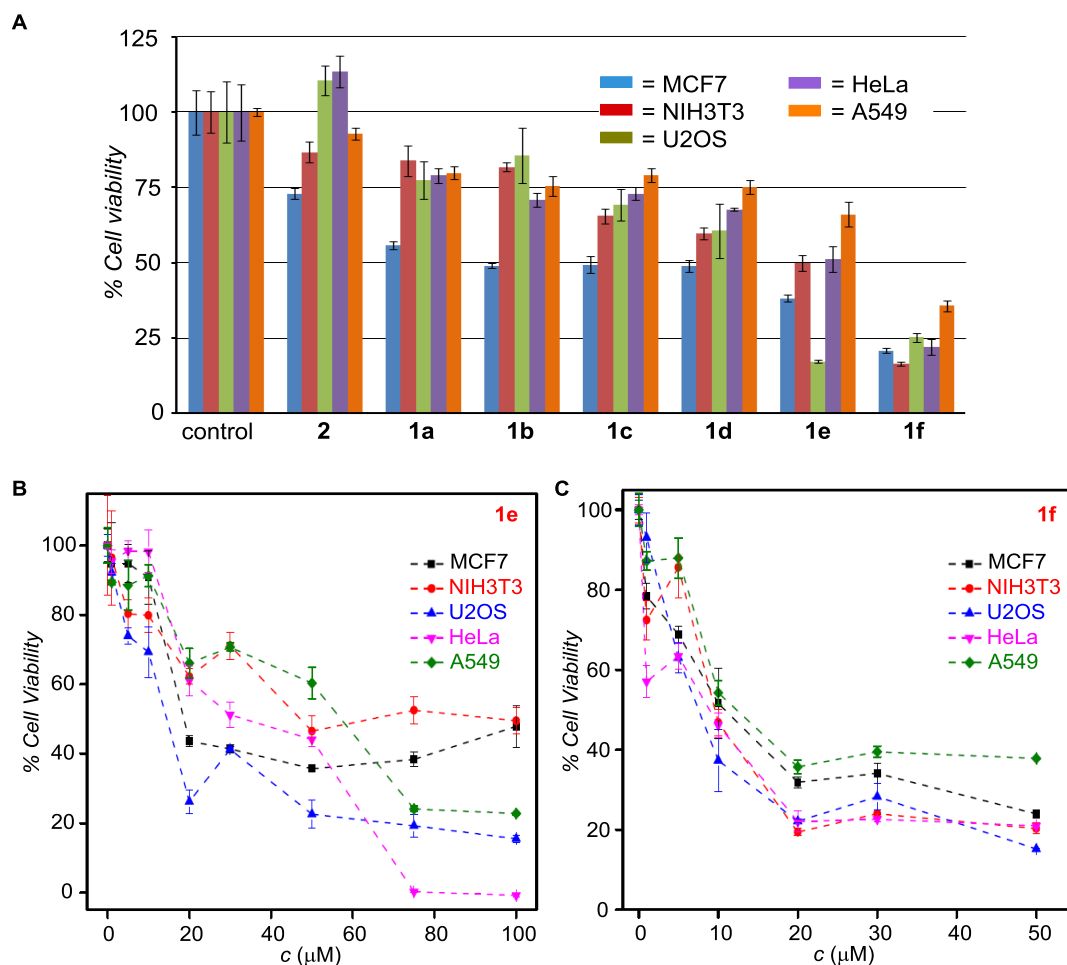 A
125
100
75
50
25
0
% Cell viability
= MCF7
= HeLa
= NIH3T3
= A549
= U2OS
control 2 1a 1b 1c 1d 1e 1f
B
1e
100
80
60
40
20
0
% Cell Viability
MCF7
NIH3T3
U2OS
HeLa
A549
0 20 40 60 80 100
c (μM)
C
1f
100
80
60
40
20
0
% Cell Viability
MCF7
NIH3T3
U2OS
HeLa
A549
0 10 20 30 40 50
c (μM)